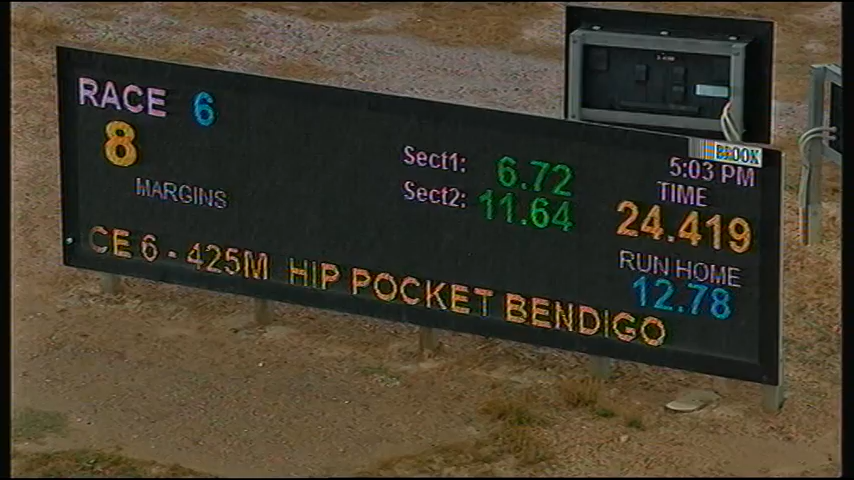 RACE 6
8
MARGINS
Sect1: 6.72
Sect2: 11.64
BROOK
5:03 PM
TIME
24.419
RUN HOME
12.78
CE 6 - 425M HIP POCKET BENDIGO